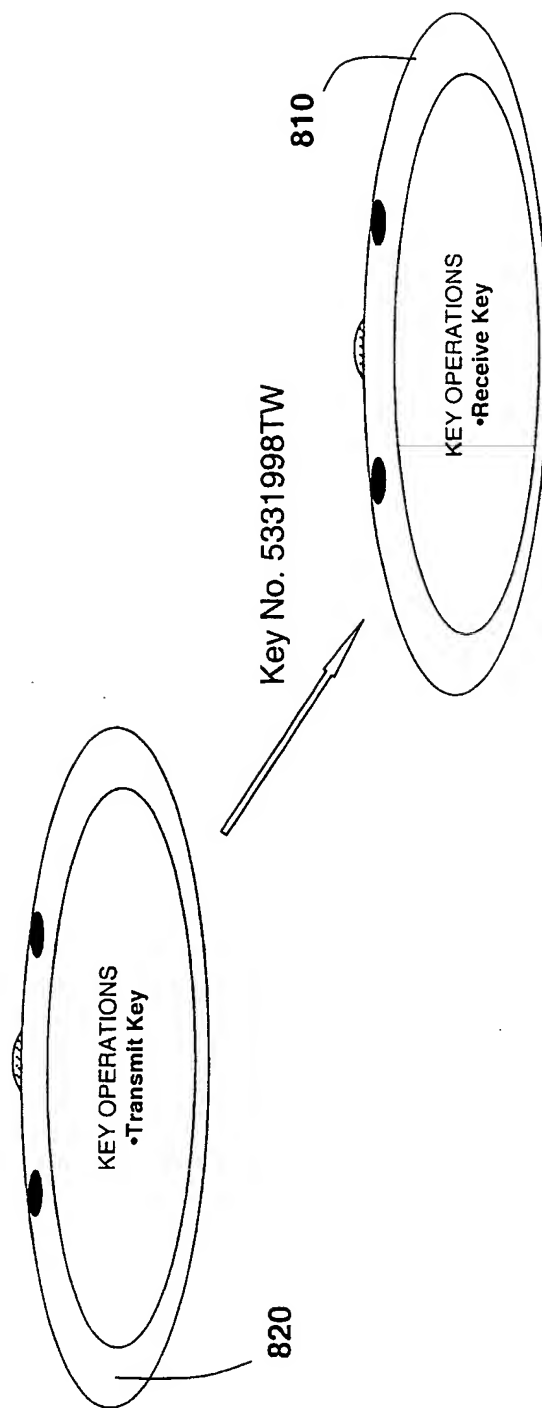 KEY OPERATIONS
•Transmit Key
820
Key No. 5331998TW
810
KEY OPERATIONS
•Receive Key